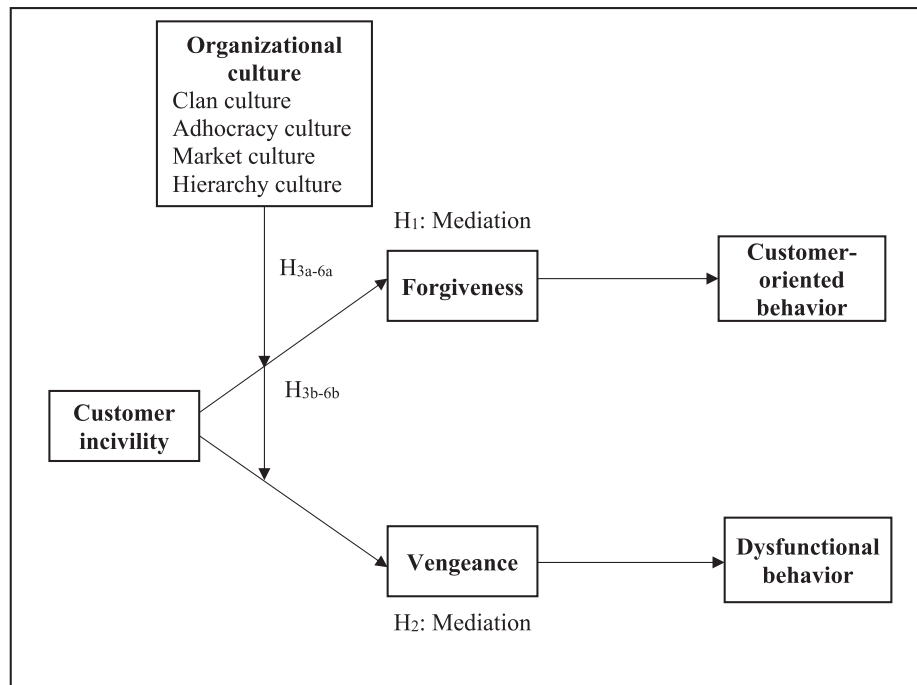 Organizational
culture
Clan culture
Adhocracy culture
Market culture
Hierarchy culture
H1: Mediation
H3a-6a
Forgiveness
Customer-
oriented
behavior
H3b-6b
Customer
incivility
Vengeance
Dysfunctional
behavior
H2: Mediation